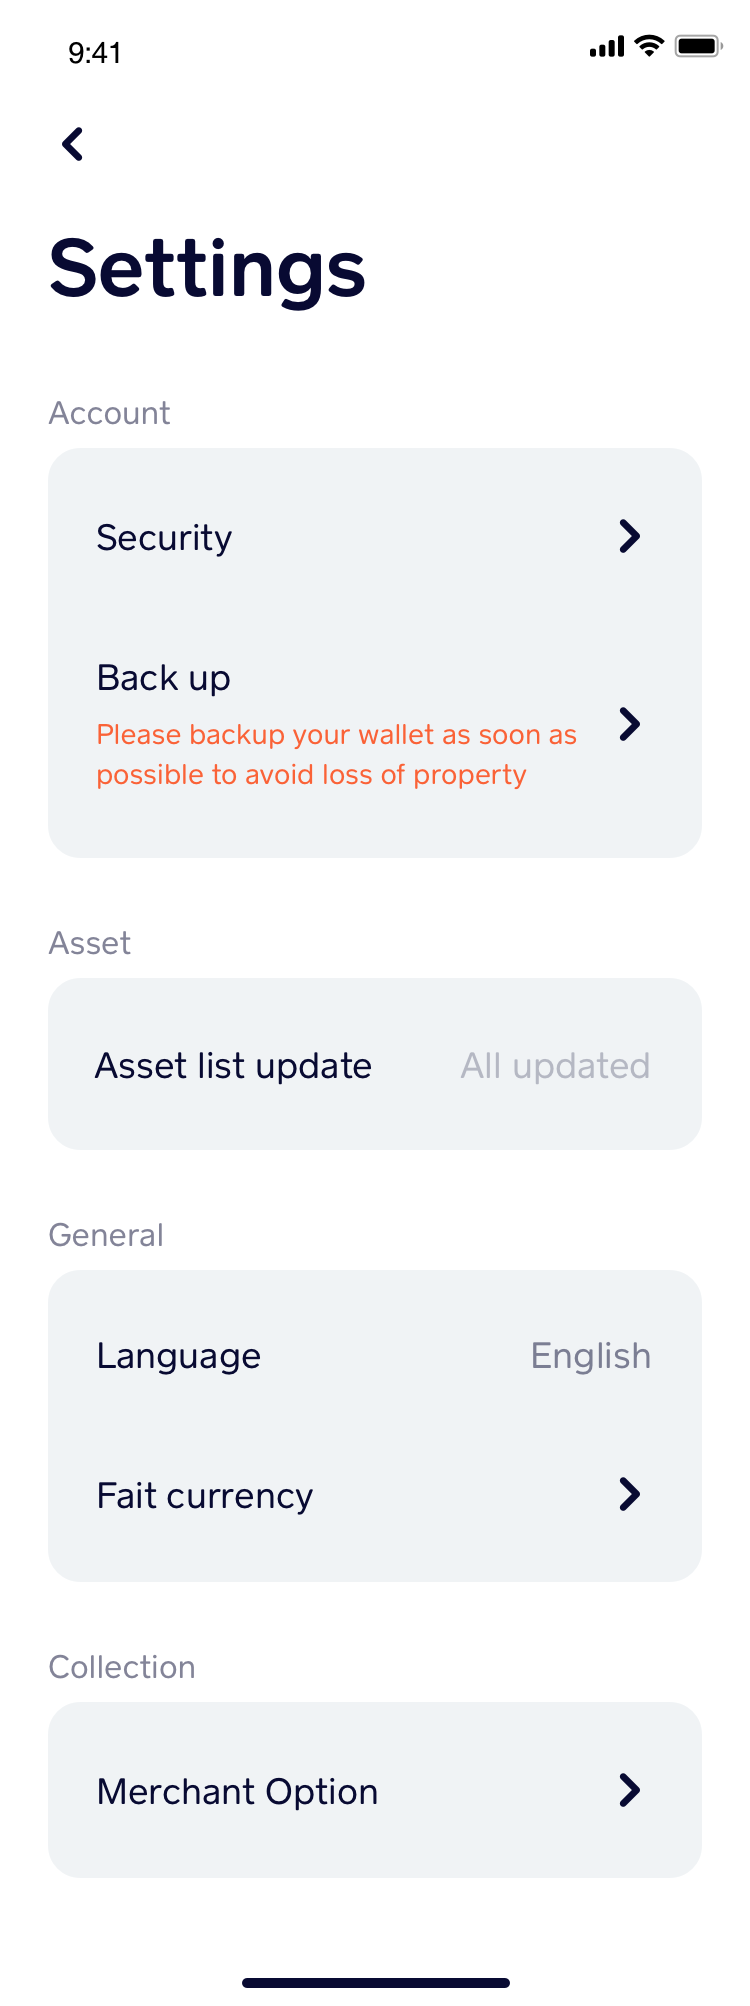 9:41
Settings
Account
Security
Back up
Please backup your wallet as soon as
possible to avoid loss of property
Asset
Asset list update All updated
General
Language English
Fait currency
Collection
Merchant Option